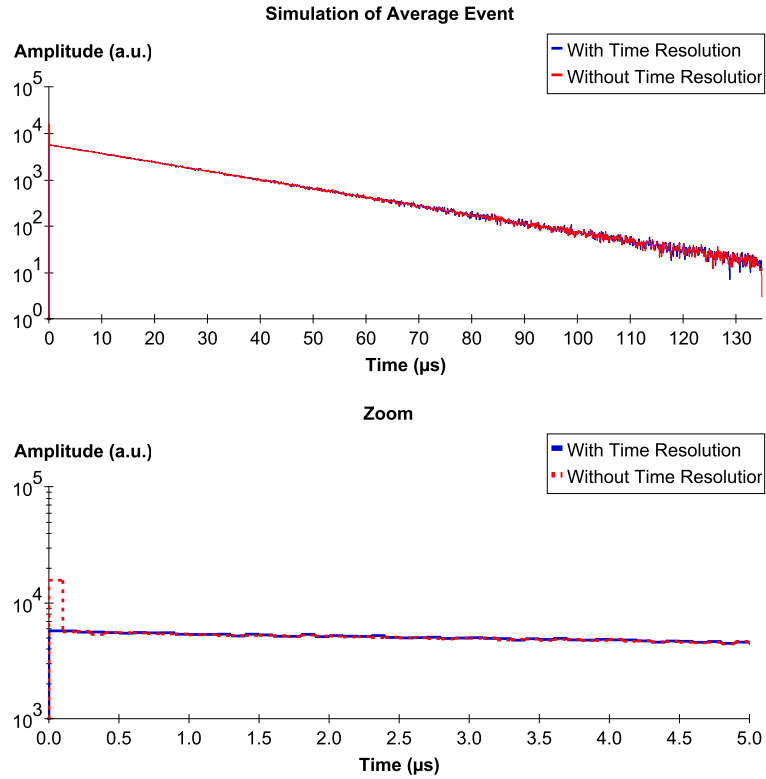 Simulation of Average Event
Amplitude (a.u.)
With Time Resolution
Without Time Resolution
10^5
10^4
10^3
10^2
10^1
10^0
0 10 20 30 40 50 60 70 80 90 100 110 120 130
Time (µs)
Zoom
Amplitude (a.u.)
With Time Resolution
Without Time Resolution
10^5
10^4
10^3
0.0 0.5 1.0 1.5 2.0 2.5 3.0 3.5 4.0 4.5 5.0
Time (µs)